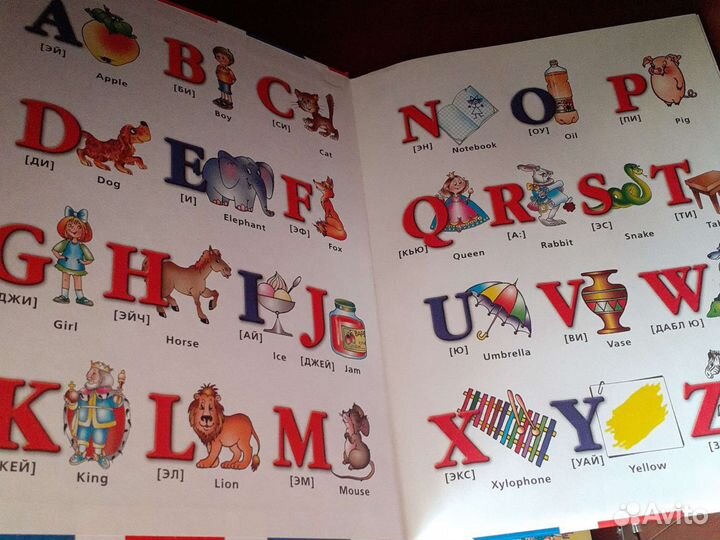 A B C
[ЭЙ] Apple [БИ] Boy [СИ] Cat
D E F
[ДИ] Dog [И] Elephant [ЭФ] Fox
G H I J
ДЖИ] Girl [ЭЙЧ] Horse [АЙ] Ice [ДЖЕЙ] Jam
K L M
КЕЙ] King [ЭЛ] Lion [ЭМ] Mouse
N O P
[ЭН] Notebook [ОУ] Oil [ПИ] Pig
Q R S T
[КЬЮ] Queen [А:] Rabbit [ЭС] Snake [ТИ] Tab
U V W
[Ю] Umbrella [ВИ] Vase [ДАБЛ Ю]
X Y Z
[ЭКС] Xylophone [УАЙ] Yellow
Avito